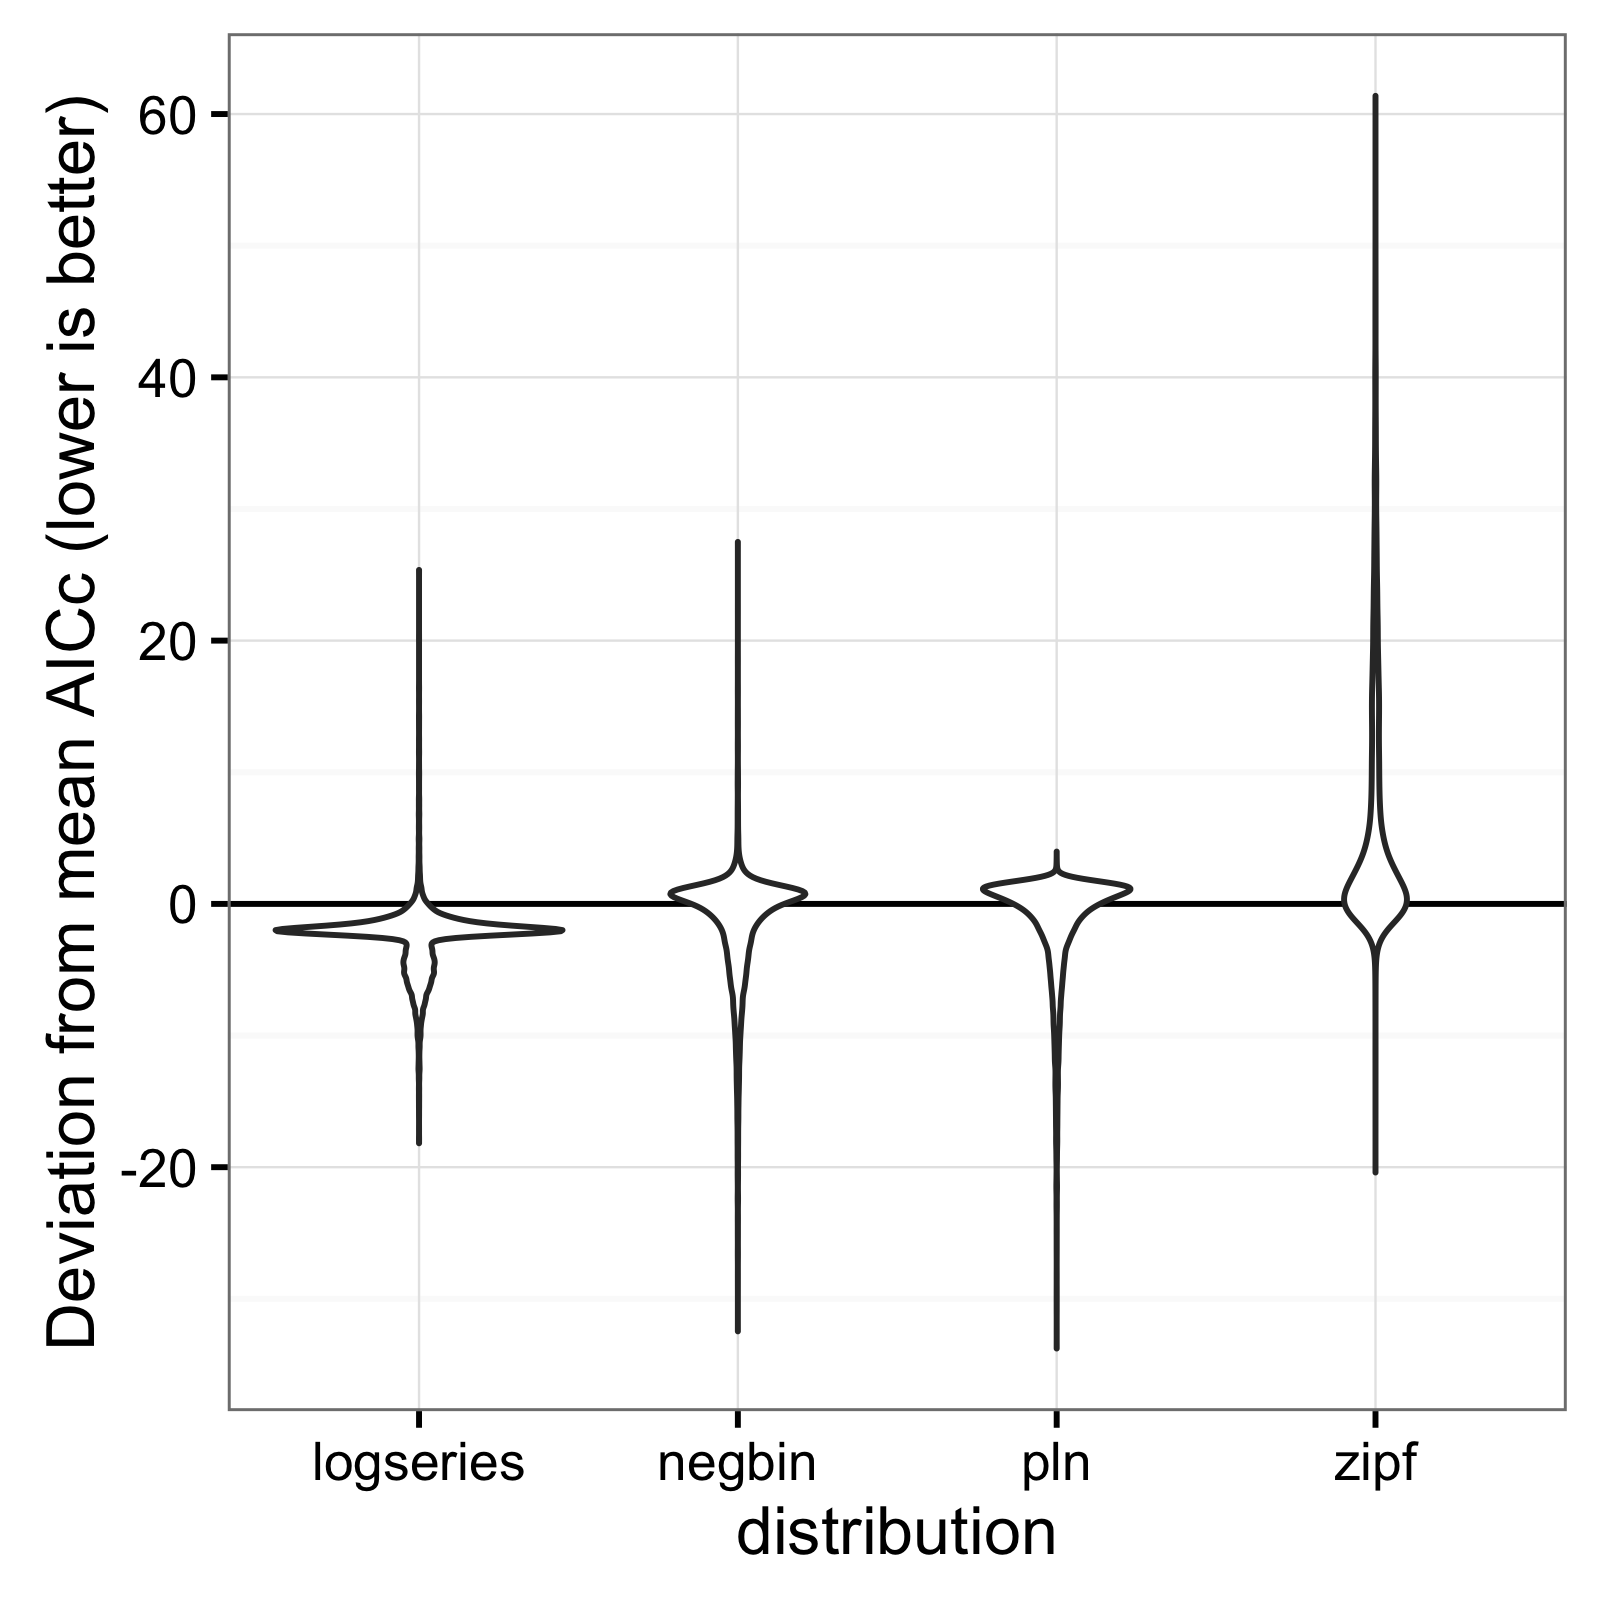 Deviation from mean AICc (lower is better)
60
40
20
0
-20
logseries negbin pln zipf
distribution